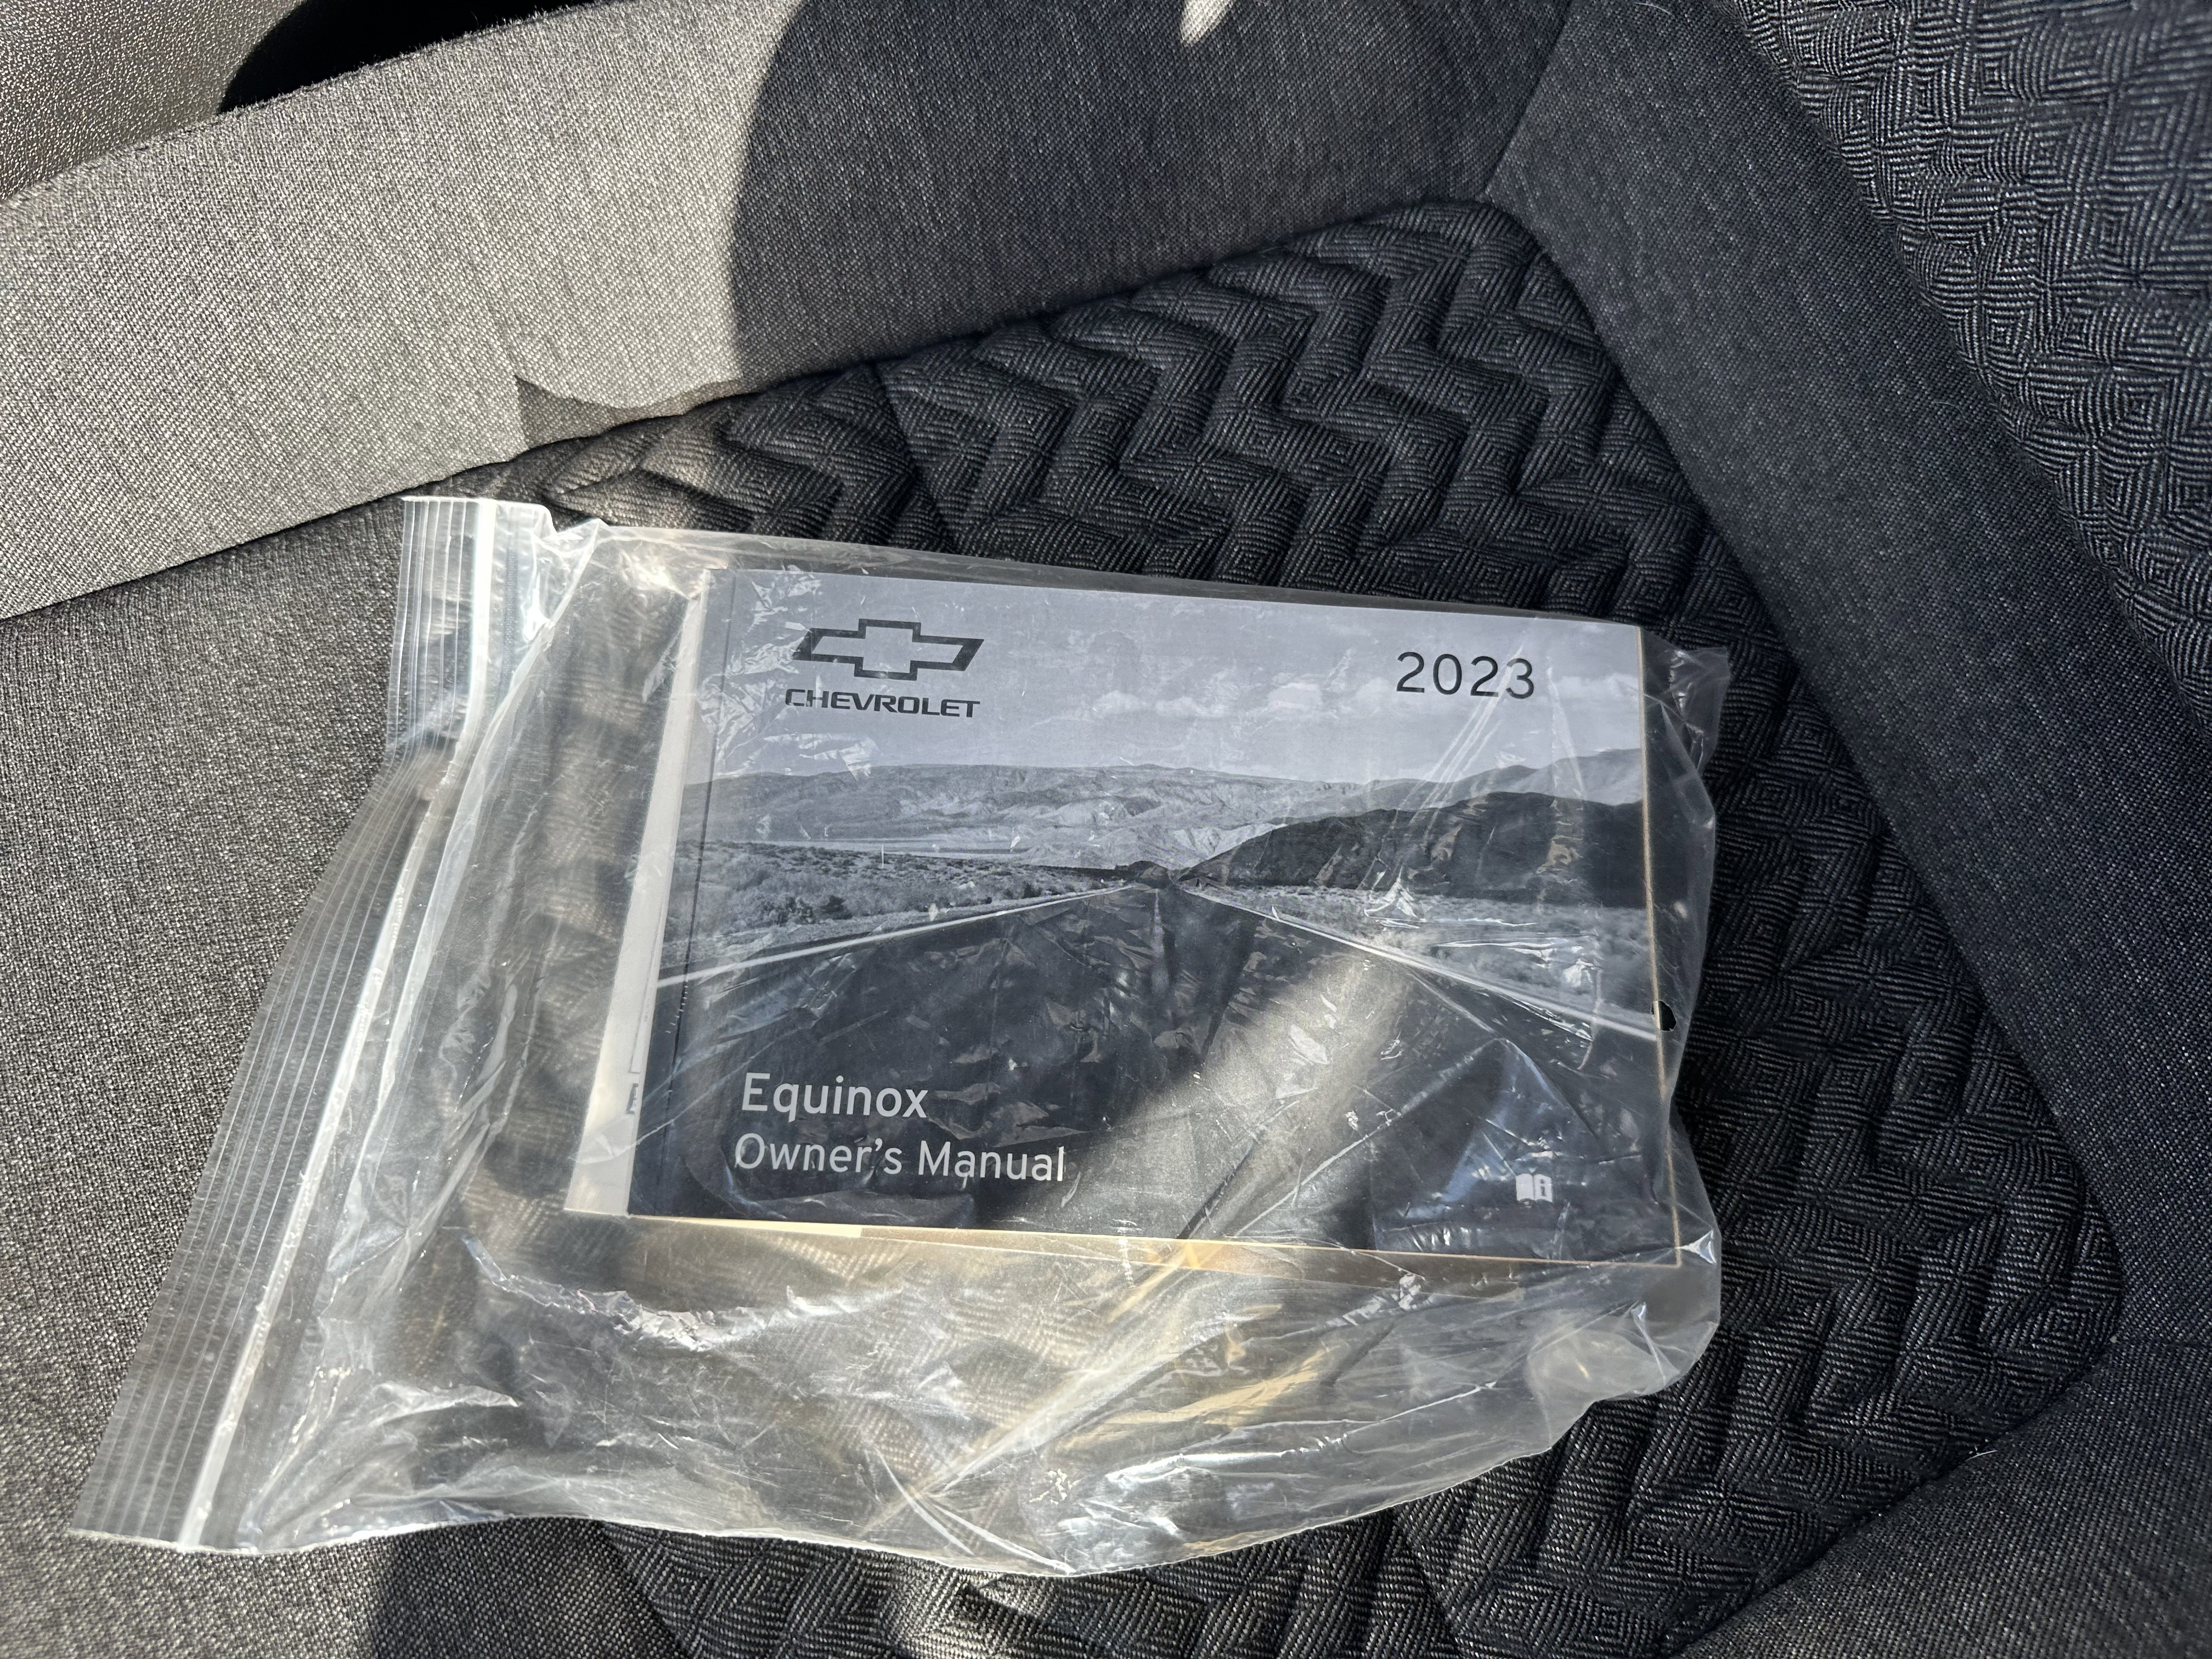 CHEVROLET
2023
Equinox
Owner's Manual